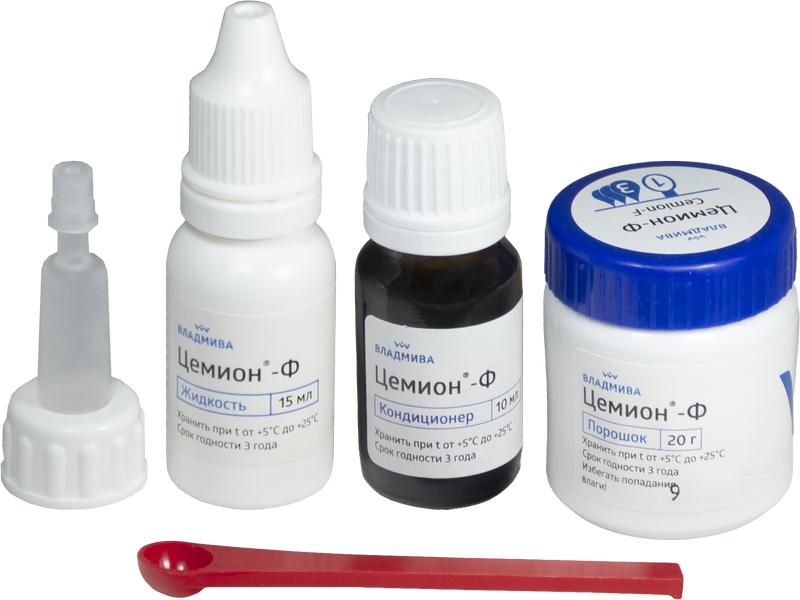 ВЛАДМИВА
Цемион®-Ф
Жидкость 15 мл
Хранить при t от +5°C до +25°C
Срок годности 3 года
ВЛАДМИВА
Цемион®-Ф
Кондиционер 10 мл
Хранить при t от +5°C до +25°C
Срок годности 3 года
ВЛАДМИВА
Цемион-Ф
Cemion-F
1
3
ВЛАДМИВА
Цемион®-Ф
Порошок 20 г
Хранить при t от +5°C до +25°C
Срок годности 3 года
Избегать попадания
влаги!
9